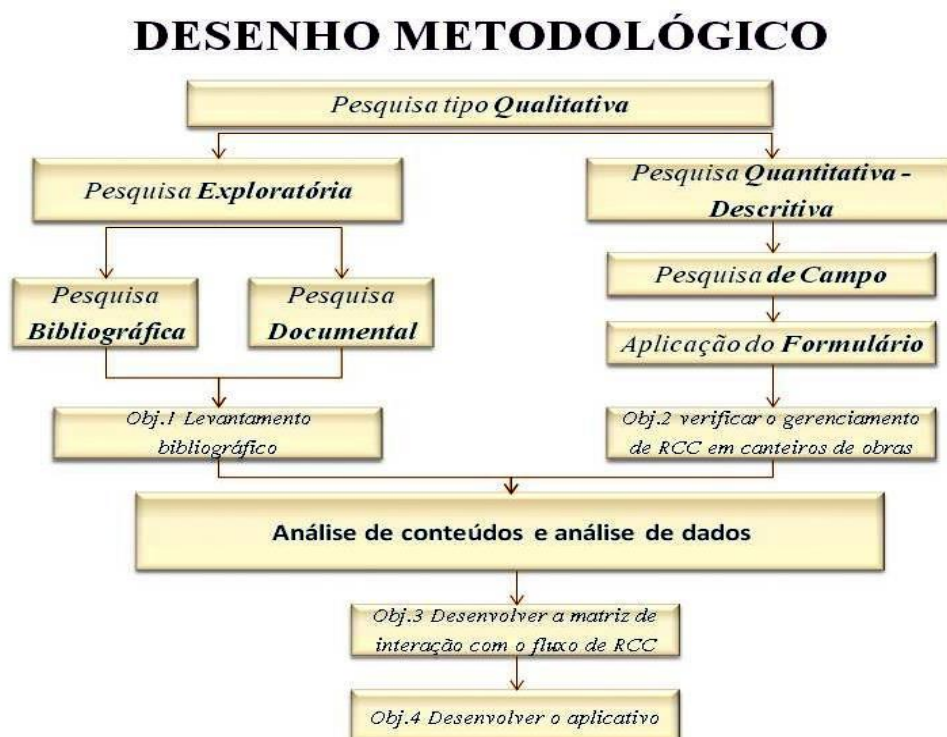 DESENHO METODOLÓGICO
Pesquisa tipo Qualitativa
Pesquisa Exploratória
Pesquisa Quantitativa -
Descritiva
Pesquisa
Bibliográfica
Pesquisa
Documental
Pesquisa de Campo
Aplicação do Formulário
Obj.1 Levantamento
bibliográfico
Obj.2 verificar o gerenciamento
de RCC em canteiros de obras
Análise de conteúdos e análise de dados
Obj.3 Desenvolver a matriz de
interação com o fluxo de RCC
Obj.4 Desenvolver o aplicativo